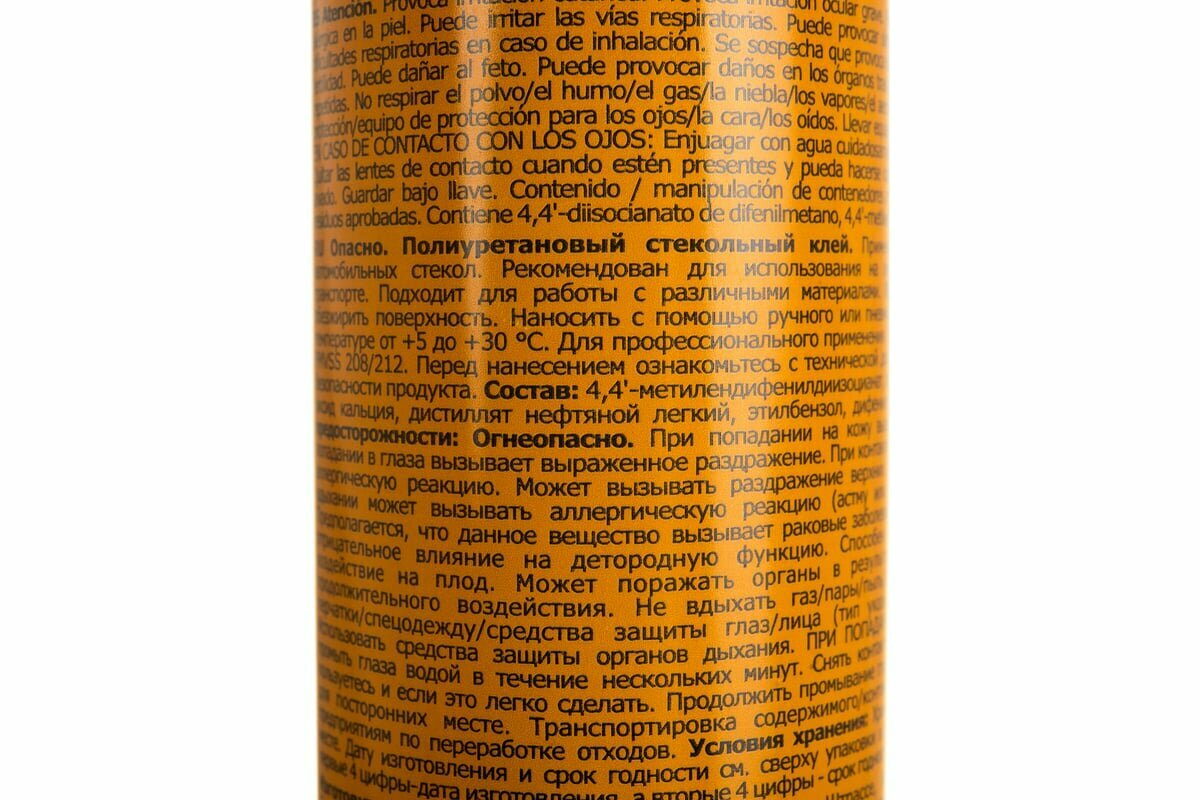 Atención. Provoca irritación cutánea. Provoca irritación ocular grave
en la piel. Puede irritar las vías respiratorias. Puede provocar
respiratorias en caso de inhalación. Se sospecha que provoca
Puede dañar al feto. Puede provocar daños en los órganos
No respirar el polvo/el humo/el gas/la niebla/los vapores/el
protección/equipo de protección para los ojos/la cara/los oídos. Llevar
CASO DE CONTACTO CON LOS OJOS: Enjuagar con agua
las lentes de contacto cuando estén presentes y pueda hacerse
Guardar bajo llave. Contenido / manipulación de contenedores
aprobadas. Contiene 4,4'-diisocianato de difenilmetano, 4,4'-
Опасно. Полиуретановый стекольный клей.
стекол. Рекомендован для использования на
Подходит для работы с различными материалами.
поверхность. Наносить с помощью ручного или
от +5 до +30 °C. Для профессионального применения
208/212. Перед нанесением ознакомьтесь с технической
продукта. Состав: 4,4'-метилендифенилдиизоцианат
кальция, дистиллят нефтяной легкий, этилбензол,
Огнеопасно. При попадании на кожу
в глаза вызывает выраженное раздражение. При
реакцию. Может вызывать раздражение верхних
может вызывать аллергическую реакцию (астму
что данное вещество вызывает раковые
влияние на детородную функцию. Способно
на плод. Может поражать органы в
воздействия. Не вдыхать газ/пары/
перчатки/спецодежду/средства защиты глаз/лица (тип
использовать средства защиты органов дыхания. ПРИ
глаза водой в течение нескольких минут. Снять
и если это легко сделать. Продолжить промывание
для посторонних месте. Транспортировка содержимого/
предприятиям по переработке отходов. Условия хранения:
Дату изготовления и срок годности см. сверху упаковки
4 цифры-дата изготовления, а вторые 4 цифры - срок